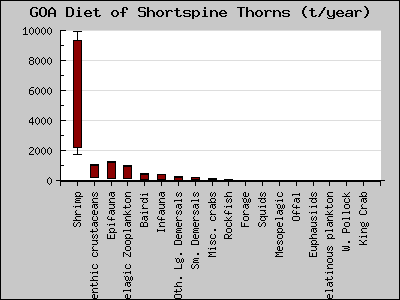 GOA Diet of Shortspine Thorns (t/year)
10000
8000
6000
4000
2000
0
Shrimp
enthic crustaceans
Epifauna
elagic Zooplankton
Bairdi
Infauna
Oth. Lg. Demersals
Sm. Demersals
Misc. crabs
Rockfish
Forage
Squids
Mesopelagic
Offal
Euphausiids
elatinous plankton
W. Pollock
King Crab